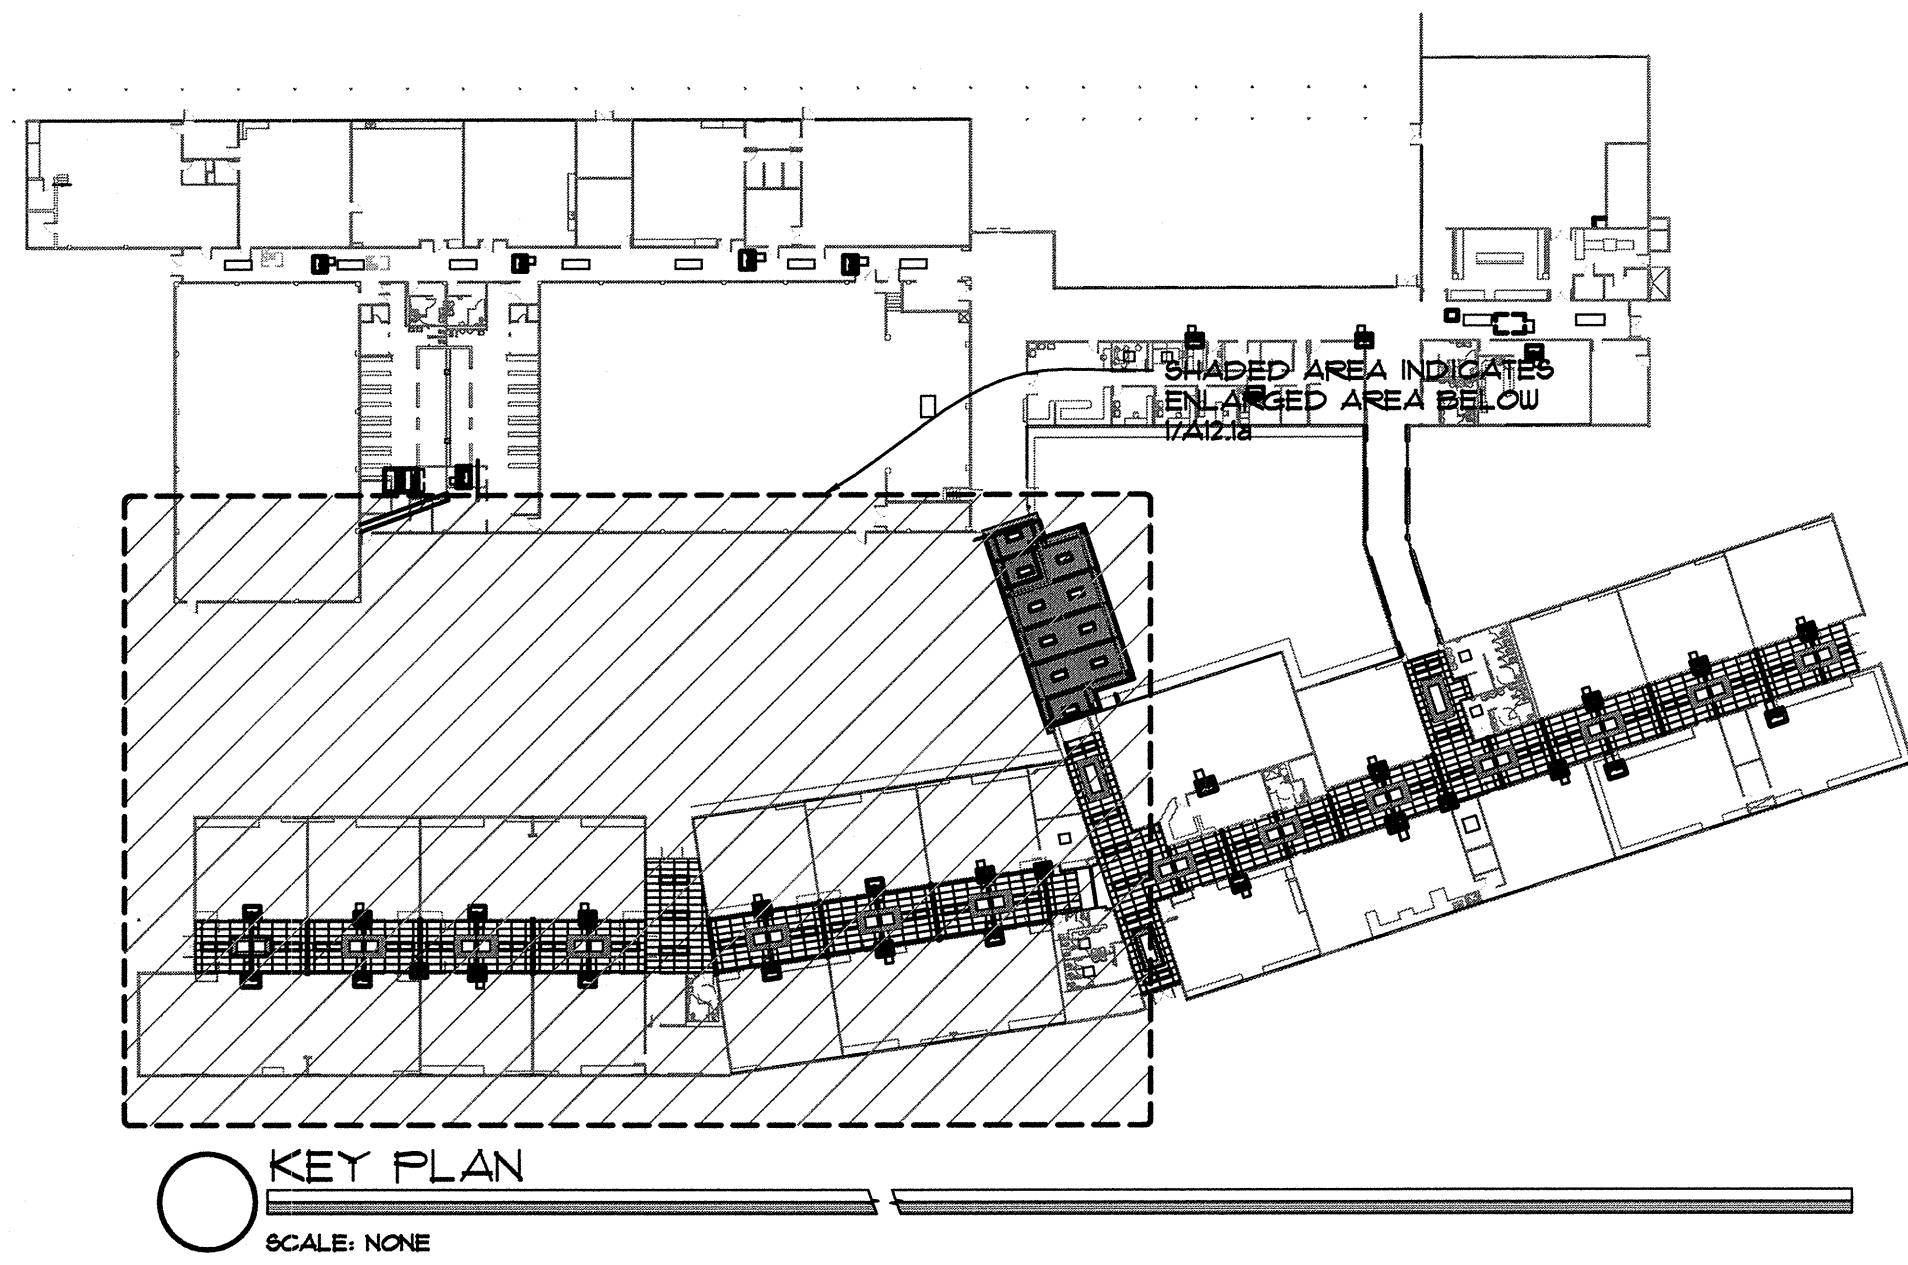 SHADED AREA INDICATES
ENLARGED AREA BELOW
1/A12.1a
KEY PLAN
SCALE: NONE